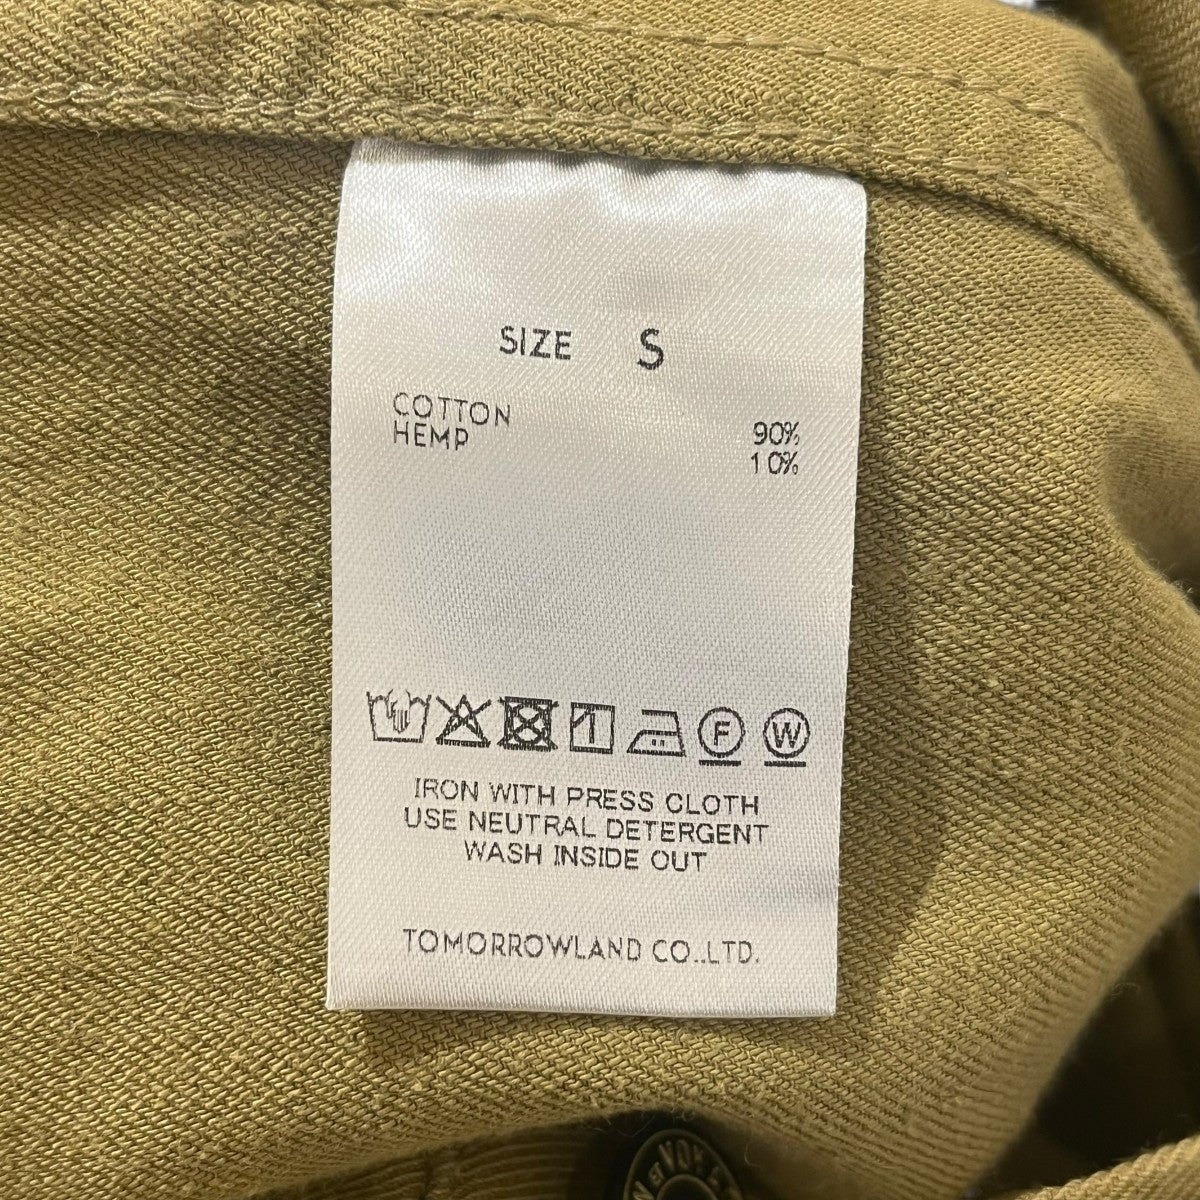 SIZE S
COTTON 90%
HEMP 10%
F W
IRON WITH PRESS CLOTH
USE NEUTRAL DETERGENT
WASH INSIDE OUT
TOMORROWLAND CO.,LTD.